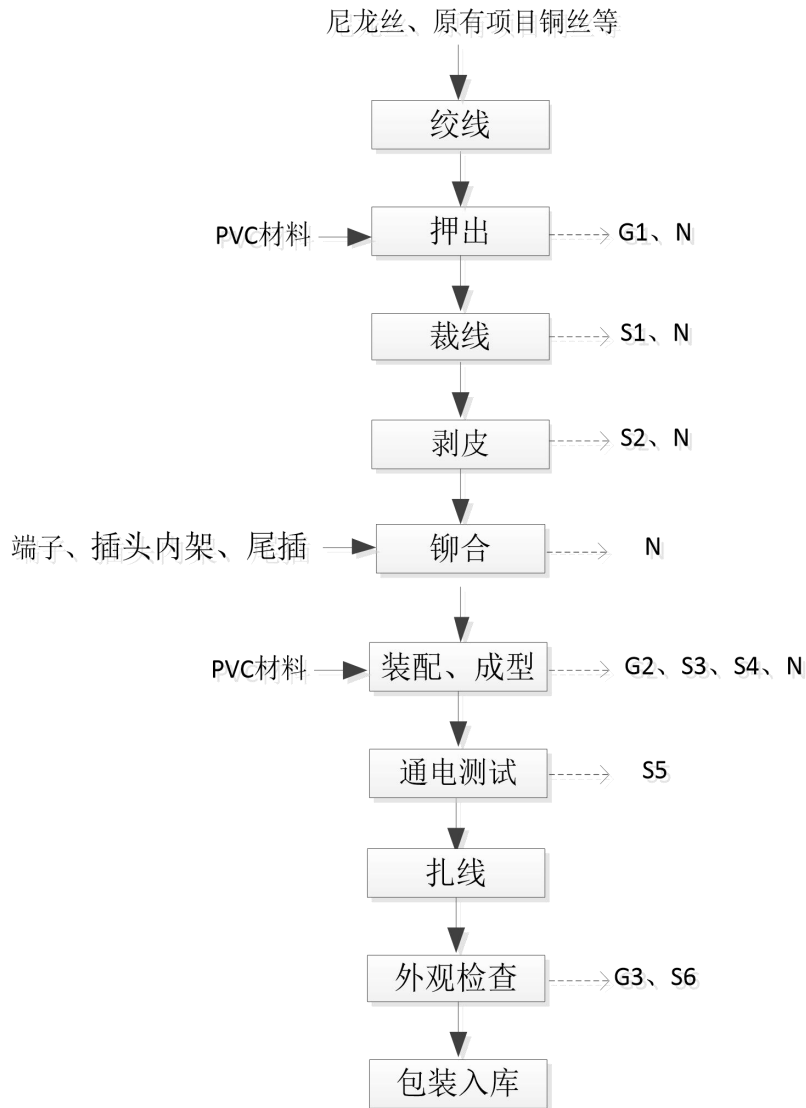 尼龙丝、原有项目铜丝等
绞线
PVC材料 押出 G1、N
裁线 S1、N
剥皮 S2、N
端子、插头内架、尾插 铆合 N
PVC材料 装配、成型 G2、S3、S4、N
通电测试 S5
扎线
外观检查 G3、S6
包装入库